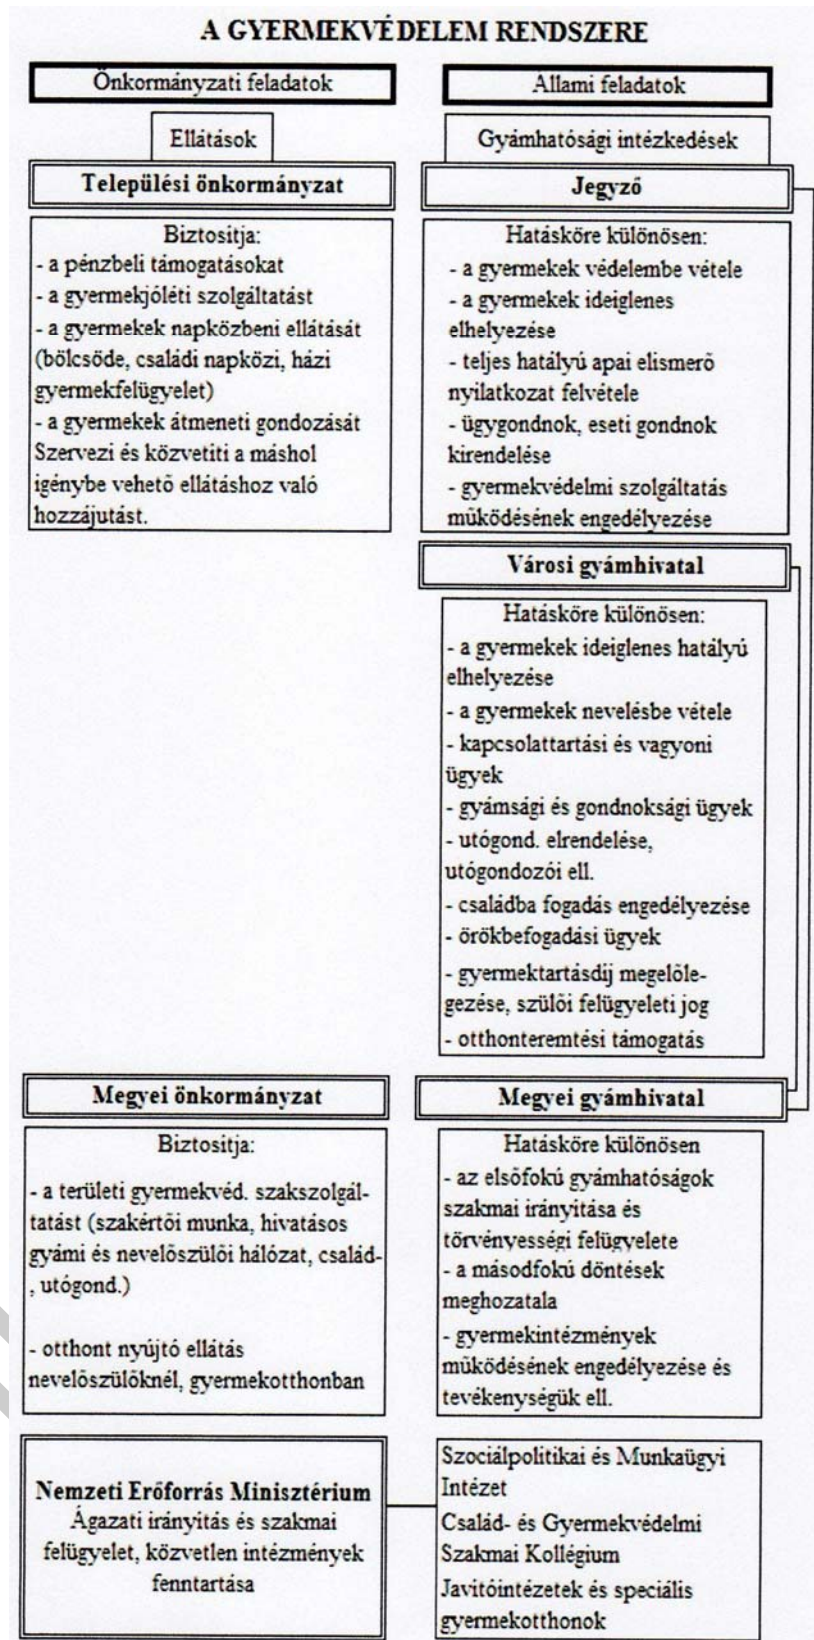 A GYERMEKVÉDELEM RENDSZERE
Önkormányzati feladatok
Ellátások
Települési önkormányzat
Biztosítja:
- a pénzbeli támogatásokat
- a gyermekjóléti szolgáltatást
- a gyermekek napközbeni ellátását
(bölcsőde, családi napközi, házi
gyermekfelügyelet)
- a gyermekek átmeneti gondozását
Szervezi és közvetíti a máshol
igénybe vehető ellátáshoz való
hozzájutást.
Állami feladatok
Gyámhatósági intézkedések
Jegyző
Hatásköre különösen:
- a gyermekek védelembe vétele
- a gyermekek ideiglenes
elhelyezése
- teljes hatályú apai elismerő
nyilatkozat felvétele
- ügygondnok, eseti gondnok
kirendelése
- gyermekvédelmi szolgáltatás
működésének engedélyezése
Városi gyámhivatal
Hatásköre különösen:
- a gyermekek ideiglenes hatályú
elhelyezése
- a gyermekek nevelésbe vétele
- kapcsolattartási és vagyoni
ügyek
- gyámsági és gondnoksági ügyek
- utógond. elrendelése,
utógondozói ell.
- családba fogadás engedélyezése
- örökbefogadási ügyek
- gyermektartásdíj megelőle-
gezése, szülői felügyeleti jog
- otthonteremtési támogatás
Megyei önkormányzat
Biztosítja:
- a területi gyermekvéd. szakszolgál-
tatást (szakértői munka, hivatásos
gyámi és nevelőszülői hálózat, család-
, utógond.)
- otthont nyújtó ellátás
nevelőszülőknél, gyermekotthonban
Megyei gyámhivatal
Hatásköre különösen
- az elsőfokú gyámhatóságok
szakmai irányítása és
törvényességi felügyelete
- a másodfokú döntések
meghozatala
- gyermekintézmények
működésének engedélyezése és
tevékenységük ell.
Nemzeti Erőforrás Minisztérium
Ágazati irányítás és szakmai
felügyelet, közvetlen intézmények
fenntartása
Szociálpolitikai és Munkaügyi
Intézet
Család- és Gyermekvédelmi
Szakmai Kollégium
Javítóintézetek és speciális
gyermekotthonok